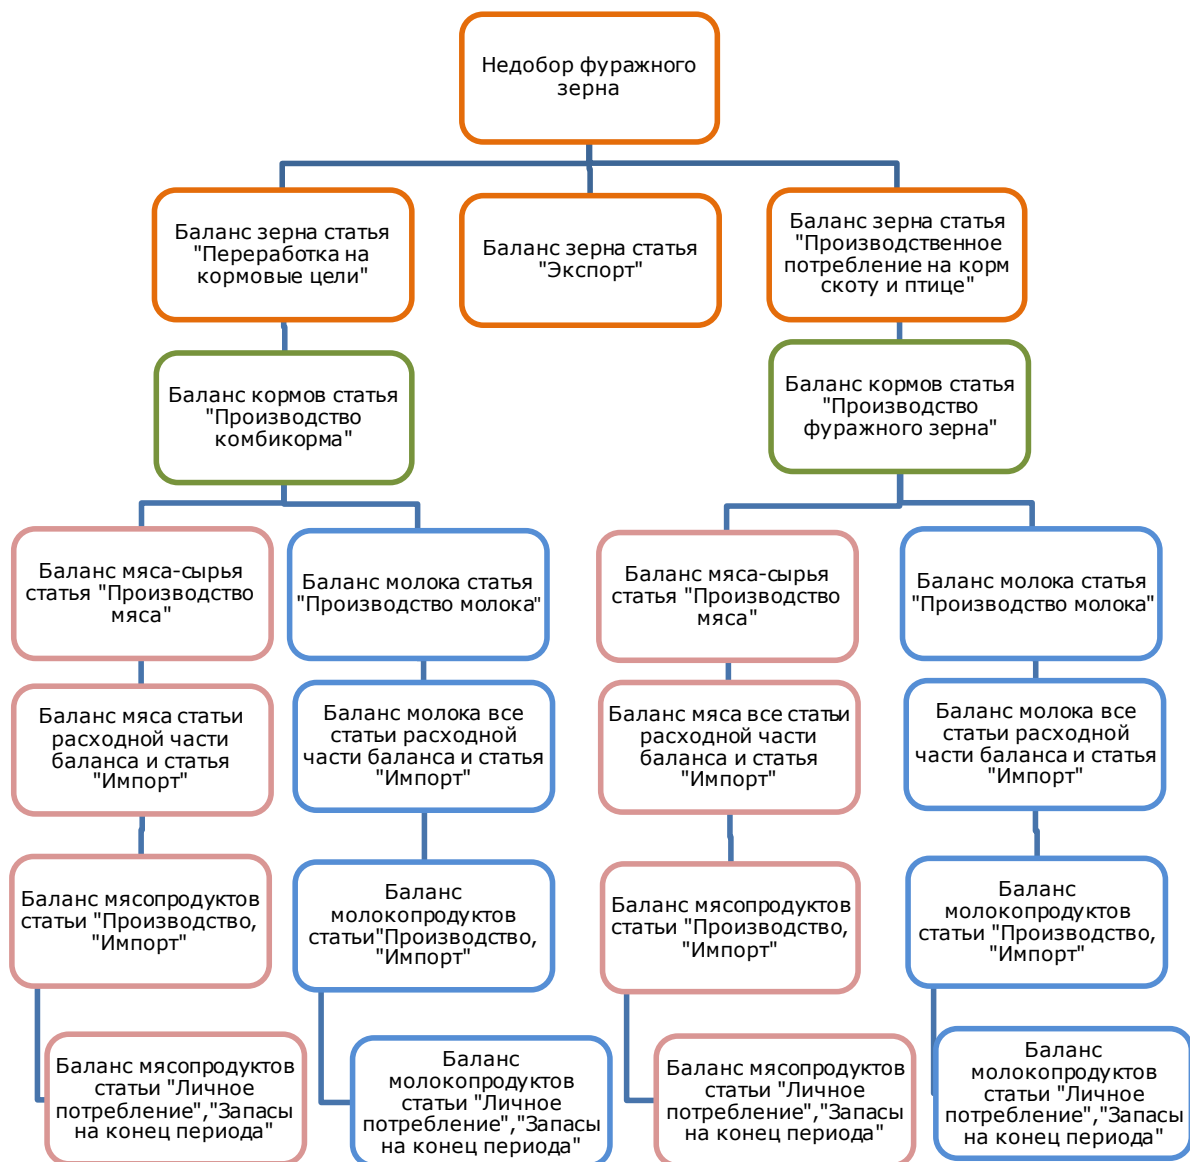 Недобор фуражного
зерна
Баланс зерна статья
"Переработка на
кормовые цели"
Баланс зерна статья
"Экспорт"
Баланс зерна статья
"Производственное
потребление на корм
скоту и птице"
Баланс кормов статья
"Производство
комбикорма"
Баланс кормов статья
"Производство
фуражного зерна"
Баланс мяса-сырья
статья "Производство
мяса"
Баланс молока статья
"Производство молока"
Баланс мяса-сырья
статья "Производство
мяса"
Баланс молока статья
"Производство молока"
Баланс мяса статьи
расходной части
баланса и статья
"Импорт"
Баланс молока все
статьи расходной
части баланса и статья
"Импорт"
Баланс мяса все статьи
расходной части
баланса и статья
"Импорт"
Баланс молока все
статьи расходной
части баланса и статья
"Импорт"
Баланс мясопродуктов
статьи "Производство,
"Импорт"
Баланс
молокопродуктов
статьи"Производство,
"Импорт"
Баланс мясопродуктов
статьи "Производство,
"Импорт"
Баланс
молокопродуктов
статьи "Производство,
"Импорт"
Баланс мясопродуктов
статьи "Личное
потребление","Запасы
на конец периода"
Баланс
молокопродуктов
статьи "Личное
потребление","Запасы
на конец периода"
Баланс мясопродуктов
статьи "Личное
потребление","Запасы
на конец периода"
Баланс
молокопродуктов
статьи "Личное
потребление","Запасы
на конец периода"